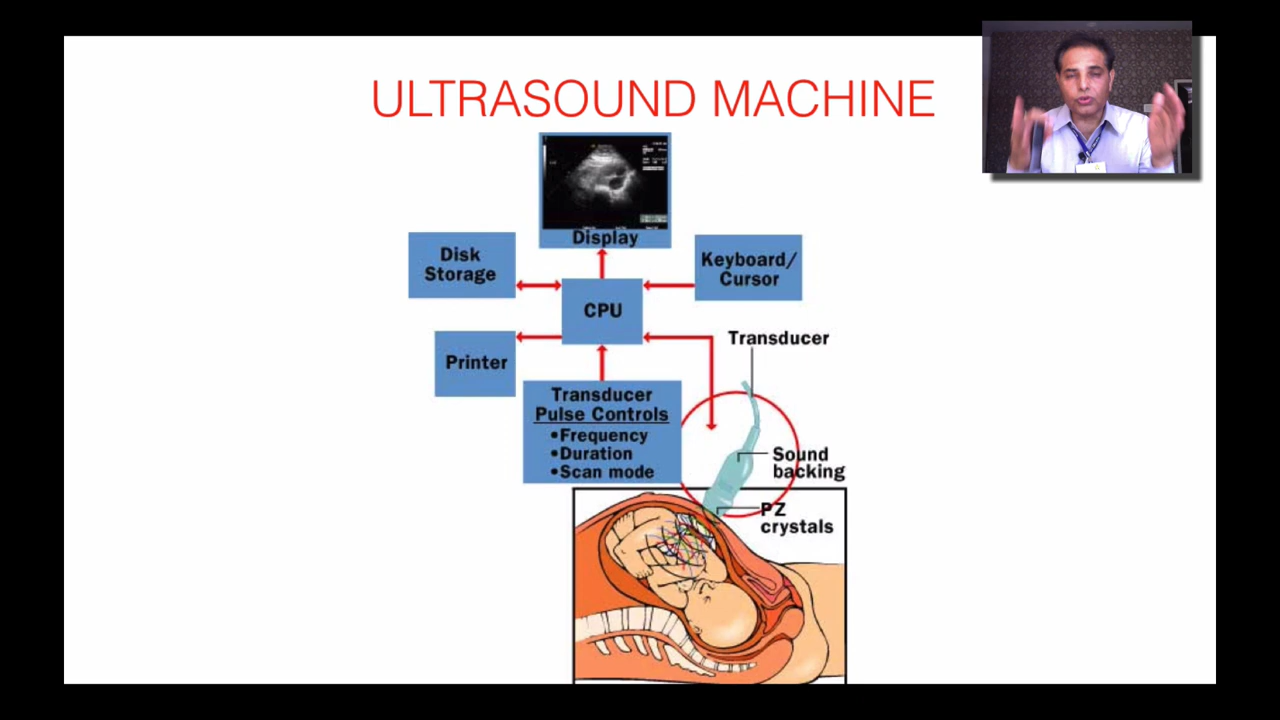 ULTRASOUND MACHINE
Display
Disk
Storage
Keyboard/
Cursor
CPU
Printer
Transducer
Transducer
Pulse Controls
•Frequency
•Duration
•Scan mode
Sound
backing
PZ
crystals